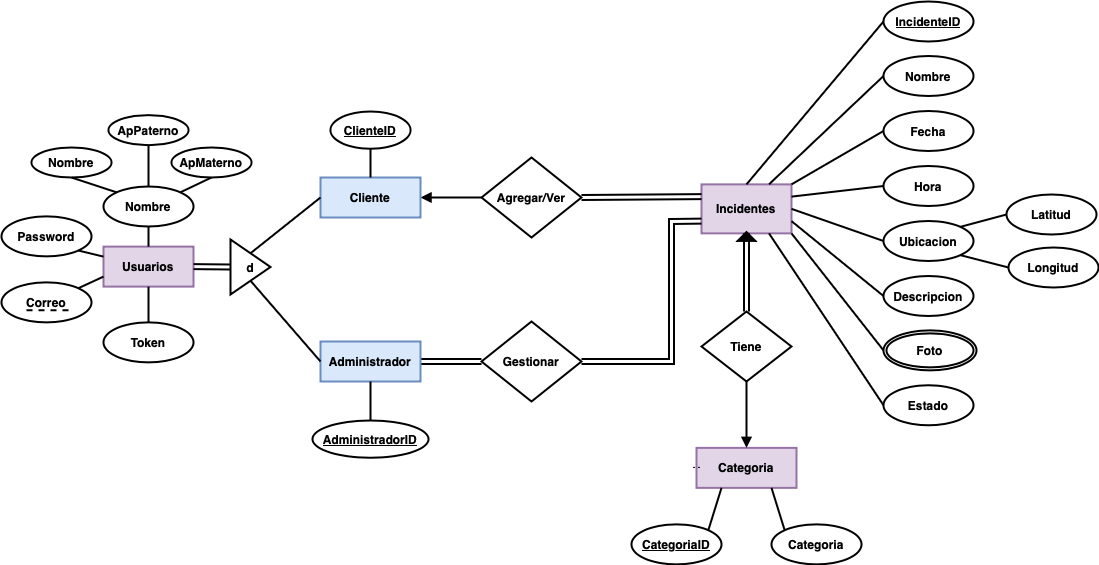 IncidenteID
Nombre
ApPaterno
ClienteID
Fecha
Nombre
ApMaterno
Hora
Cliente
Agregar/Ver
Incidentes
Nombre
Latitud
Password
Ubicacion
Usuarios
d
Longitud
Correo
Descripcion
Token
Tiene
Foto
Administrador
Gestionar
Estado
AdministradorID
Categoria
CategoriaID
Categoria